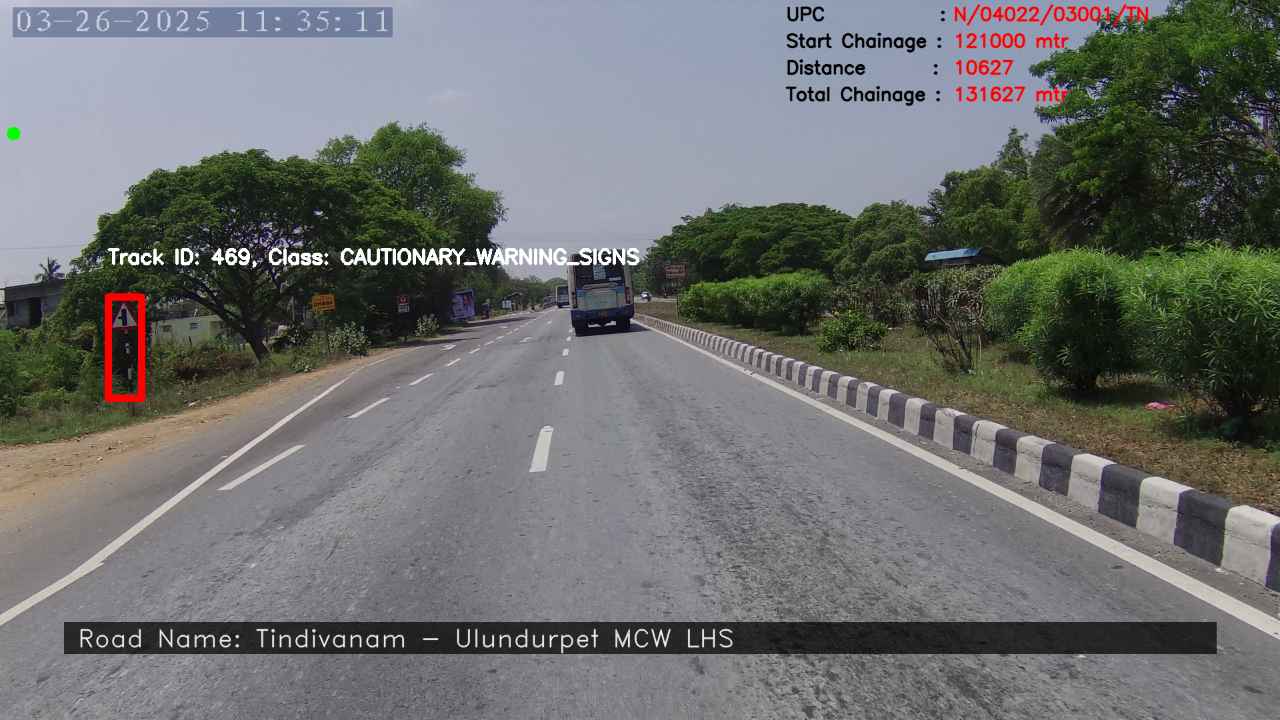 03-26-2025 11:35:11
UPC : N/04022/03001/TN
Start Chainage : 121000 mtr
Distance : 10627
Total Chainage : 131627 mtr
Track ID: 469, Class: CAUTIONARY_WARNING_SIGNS
Road Name: Tindivanam - Ulundurpet MCW LHS